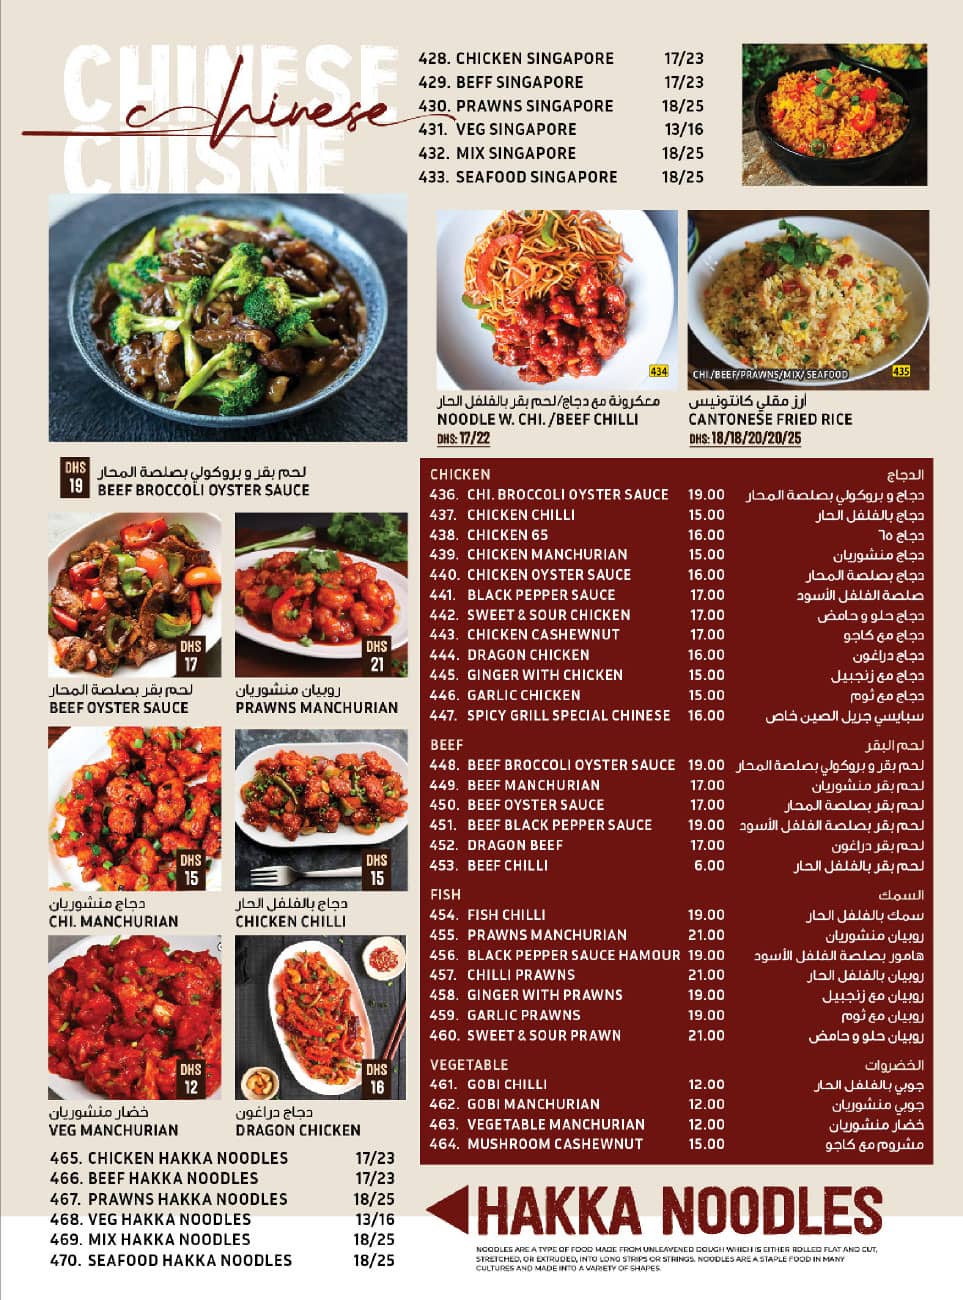 CHINESE
Chinese
CUISNE
428. CHICKEN SINGAPORE 17/23
429. BEFF SINGAPORE 17/23
430. PRAWNS SINGAPORE 18/25
431. VEG SINGAPORE 13/16
432. MIX SINGAPORE 18/25
433. SEAFOOD SINGAPORE 18/25
434
معكرونة مع دجاج/لحم بقر بالفلفل الحار
NOODLE W. CHI. /BEEF CHILLI
DHS: 17/22
CHI./BEEF/PRAWNS/MIX/ SEAFOOD 435
أرز مقلي كانتونيس
CANTONESE FRIED RICE
DHS: 18/18/20/20/25
DHS
19
لحم بقر و بروكولي بصلصة المحار
BEEF BROCCOLI OYSTER SAUCE
DHS
17
لحم بقر بصلصة المحار
BEEF OYSTER SAUCE
DHS
21
روبيان منشوريان
PRAWNS MANCHURIAN
DHS
15
دجاج منشوريان
CHI. MANCHURIAN
DHS
15
دجاج بالفلفل الحار
CHICKEN CHILLI
DHS
12
خضار منشوريان
VEG MANCHURIAN
DHS
16
دجاج دراغون
DRAGON CHICKEN
CHICKEN الدجاج
436. CHI. BROCCOLI OYSTER SAUCE 19.00 دجاج و بروكولي بصلصة المحار
437. CHICKEN CHILLI 15.00 دجاج بالفلفل الحار
438. CHICKEN 65 16.00 دجاج ٦٥
439. CHICKEN MANCHURIAN 15.00 دجاج منشوريان
440. CHICKEN OYSTER SAUCE 16.00 دجاج بصلصة المحار
441. BLACK PEPPER SAUCE 17.00 صلصة الفلفل الأسود
442. SWEET & SOUR CHICKEN 17.00 دجاج حلو و حامض
443. CHICKEN CASHEWNUT 17.00 دجاج مع كاجو
444. DRAGON CHICKEN 16.00 دجاج دراغون
445. GINGER WITH CHICKEN 15.00 دجاج مع زنجبيل
446. GARLIC CHICKEN 15.00 دجاج مع ثوم
447. SPICY GRILL SPECIAL CHINESE 16.00 سبايسي جريل الصين خاص
BEEF لحم البقر
448. BEEF BROCCOLI OYSTER SAUCE 19.00 لحم بقر و بروكولي بصلصة المحار
449. BEEF MANCHURIAN 17.00 لحم بقر منشوريان
450. BEEF OYSTER SAUCE 17.00 لحم بقر بصلصة المحار
451. BEEF BLACK PEPPER SAUCE 19.00 لحم بقر بصلصة الفلفل الأسود
452. DRAGON BEEF 17.00 لحم بقر دراغون
453. BEEF CHILLI 6.00 لحم بقر بالفلفل الحار
FISH السمك
454. FISH CHILLI 19.00 سمك بالفلفل الحار
455. PRAWNS MANCHURIAN 21.00 روبيان منشوريان
456. BLACK PEPPER SAUCE HAMOUR 19.00 هامور بصلصة الفلفل الأسود
457. CHILLI PRAWNS 21.00 روبيان بالفلفل الحار
458. GINGER WITH PRAWNS 19.00 روبيان مع زنجبيل
459. GARLIC PRAWNS 19.00 روبيان مع ثوم
460. SWEET & SOUR PRAWN 21.00 روبيان حلو و حامض
VEGETABLE الخضروات
461. GOBI CHILLI 12.00 جوبي بالفلفل الحار
462. GOBI MANCHURIAN 12.00 جوبي منشوريان
463. VEGETABLE MANCHURIAN 12.00 خضار منشوريان
464. MUSHROOM CASHEWNUT 15.00 مشروم مع كاجو
465. CHICKEN HAKKA NOODLES 17/23
466. BEEF HAKKA NOODLES 17/23
467. PRAWNS HAKKA NOODLES 18/25
468. VEG HAKKA NOODLES 13/16
469. MIX HAKKA NOODLES 18/25
470. SEAFOOD HAKKA NOODLES 18/25
HAKKA NOODLES
NOODLES ARE A TYPE OF FOOD MADE FROM UNLEAVENED DOUGH WHICH IS EITHER ROLLED FLAT AND CUT,
STRETCHED, OR EXTRUDED, INTO LONG STRIPS OR STRINGS. NOODLES ARE A STAPLE FOOD IN MANY
CULTURES AND MADE INTO A VARIETY OF SHAPES.